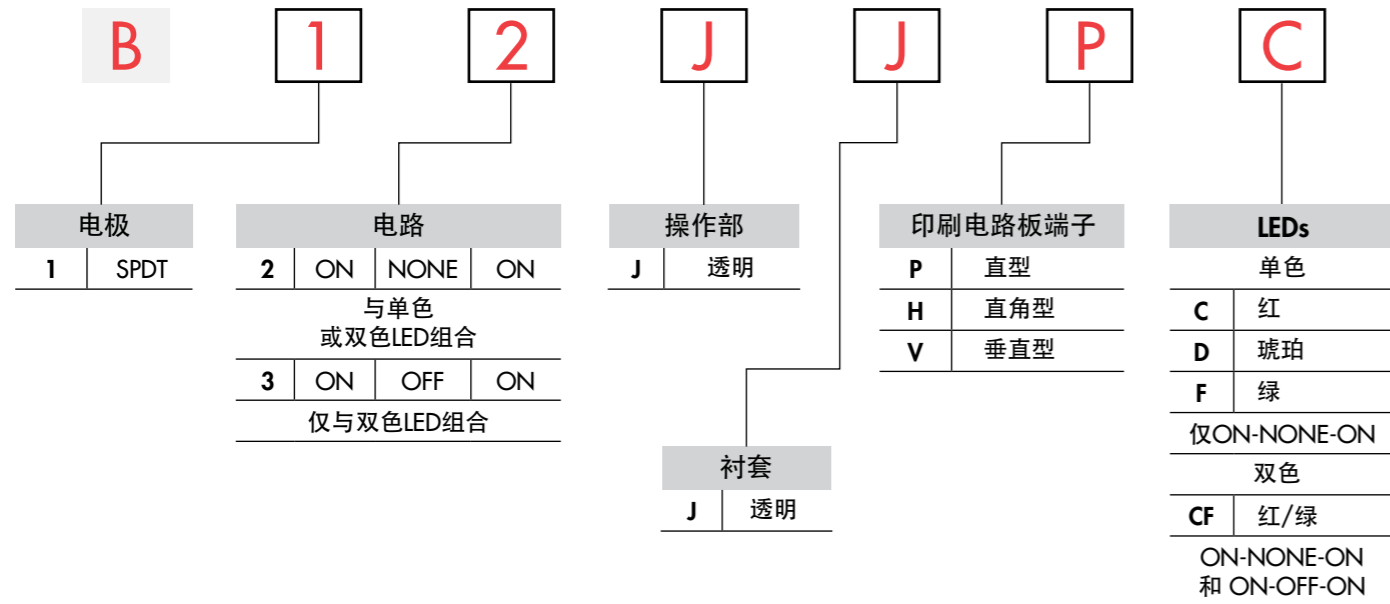 B 1 2 J J P C
电极
1 SPDT
电路
2 ON NONE ON
与单色
或双色LED组合
3 ON OFF ON
仅与双色LED组合
操作部
J 透明
衬套
J 透明
印刷电路板端子
P 直型
H 直角型
V 垂直型
LEDs
单色
C 红
D 琥珀
F 绿
仅ON-NONE-ON
双色
CF 红/绿
ON-NONE-ON
和 ON-OFF-ON